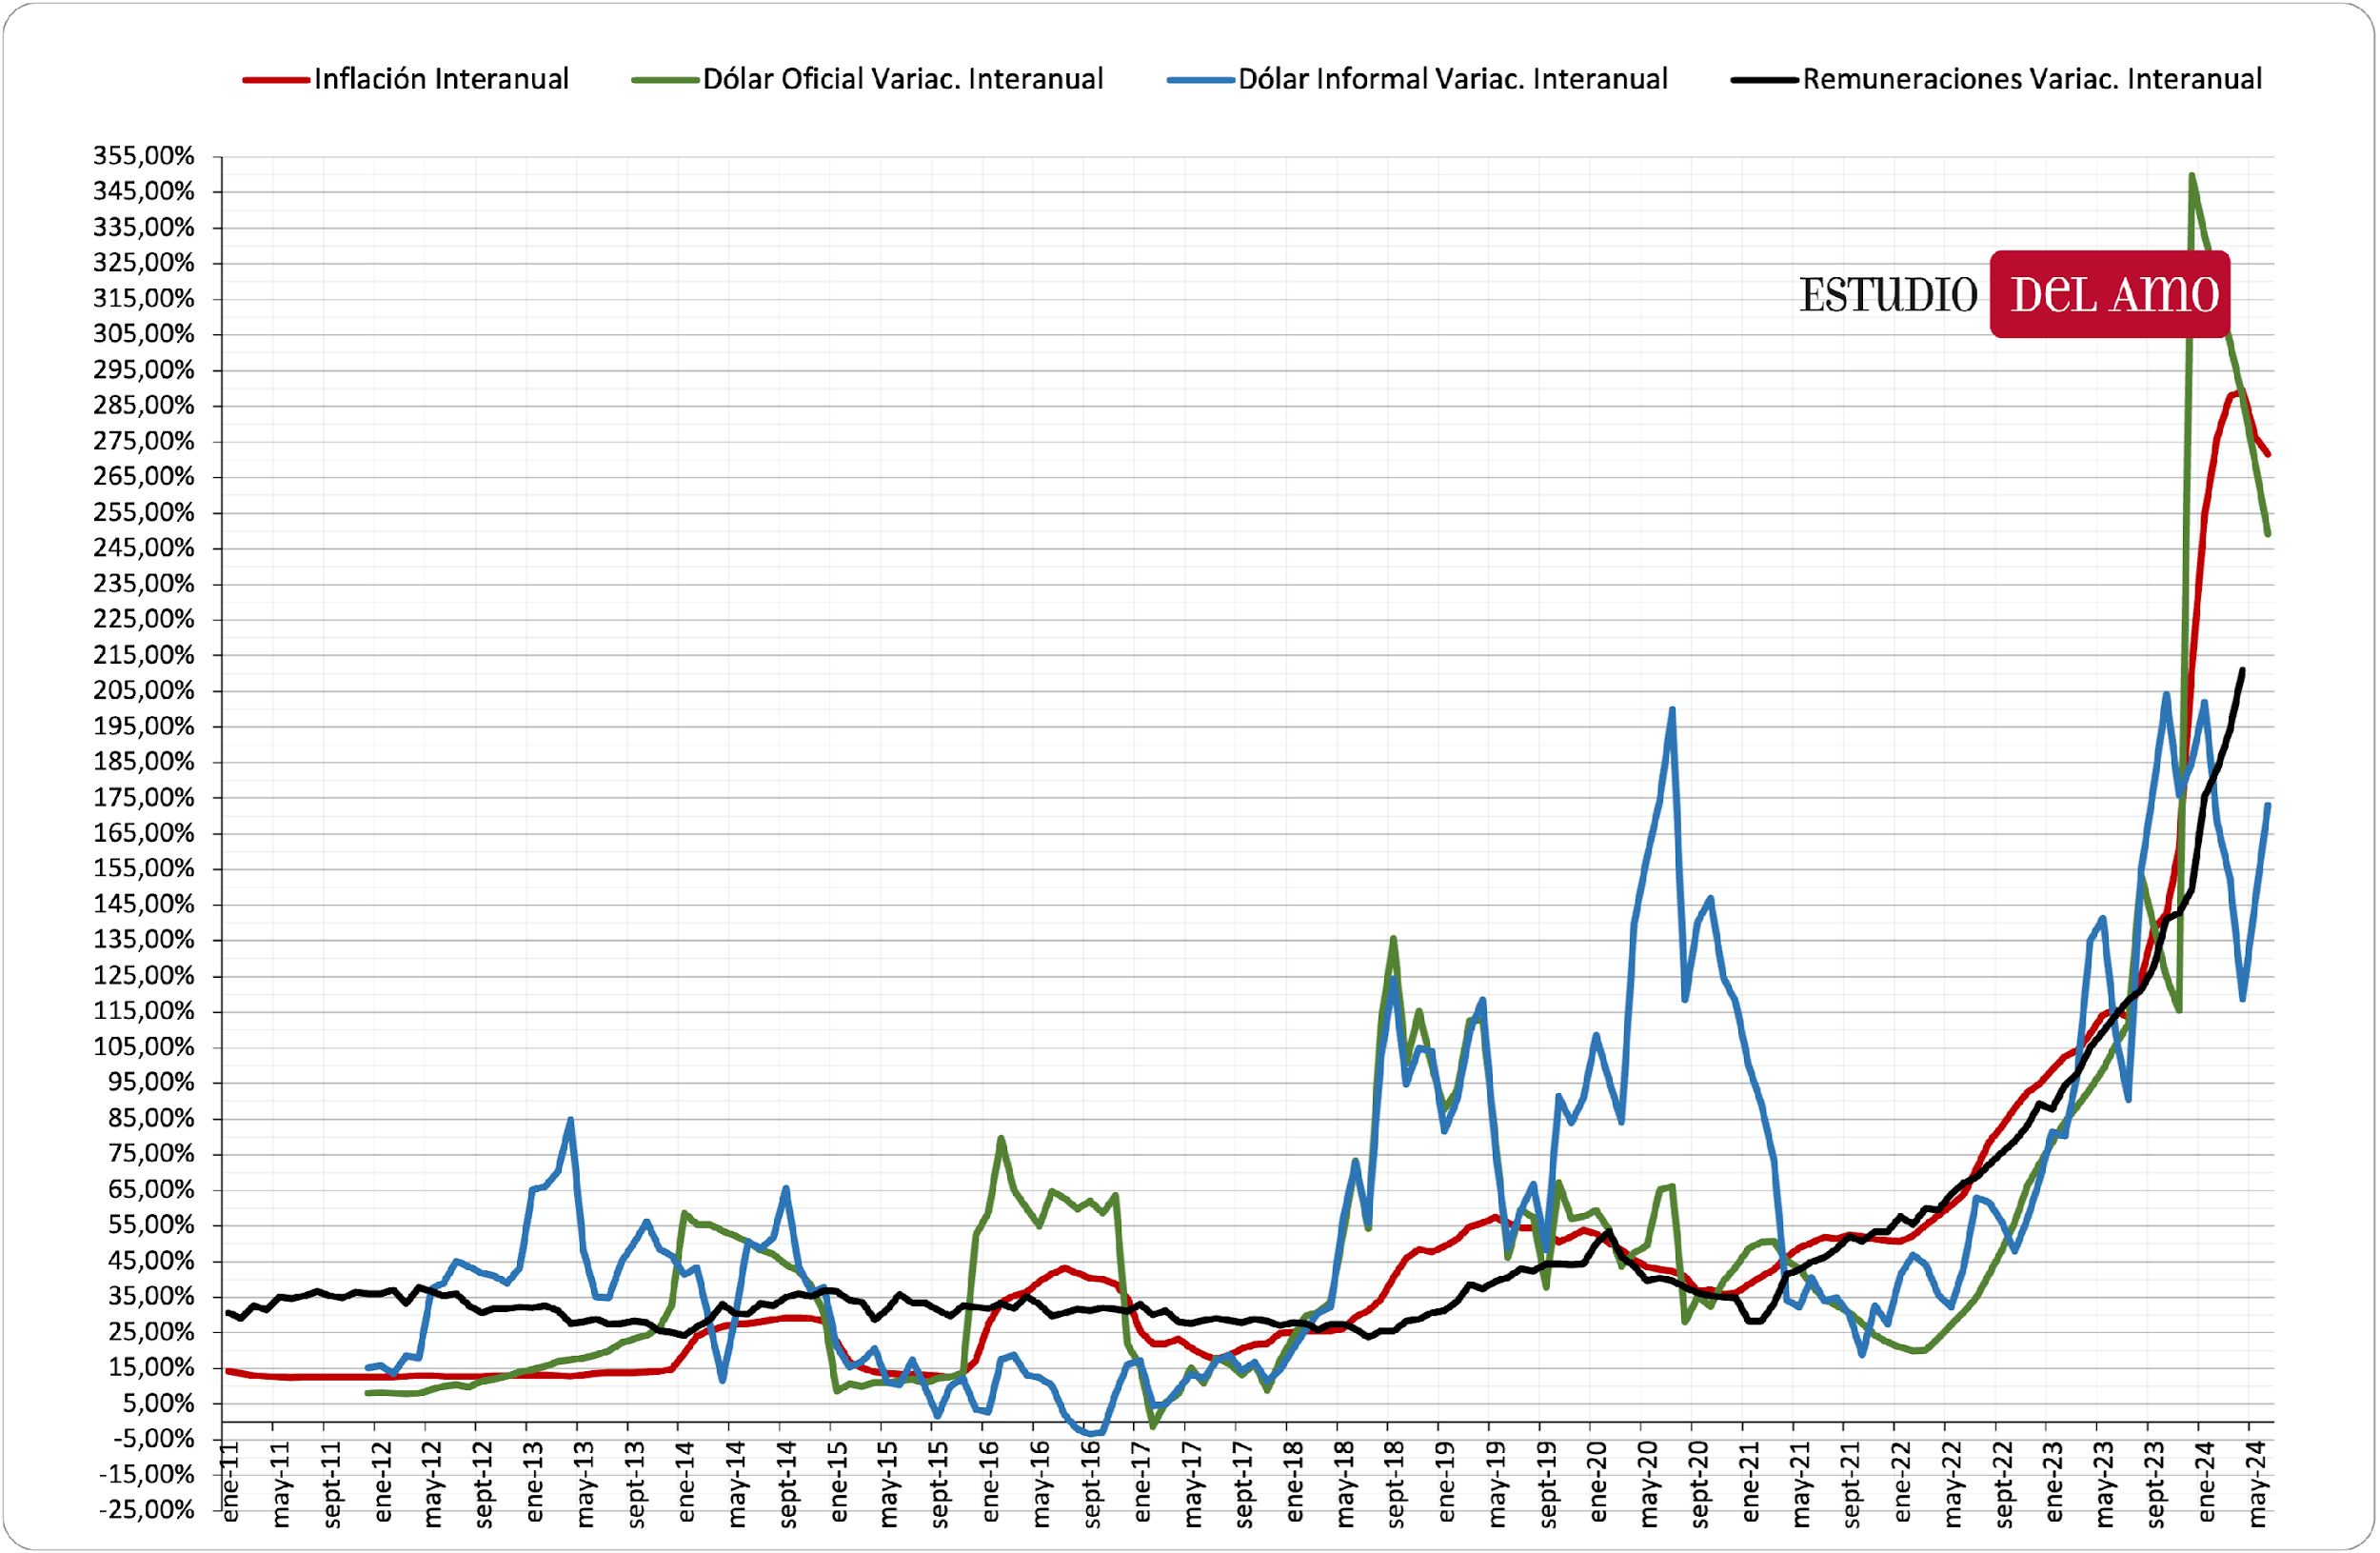 Inflación Interanual Dólar Oficial Variac. Interanual Dólar Informal Variac. Interanual Remuneraciones Variac. Interanual
355,00%
345,00%
335,00%
325,00%
315,00%
305,00%
295,00%
285,00%
275,00%
265,00%
255,00%
245,00%
235,00%
225,00%
215,00%
205,00%
195,00%
185,00%
175,00%
165,00%
155,00%
145,00%
135,00%
125,00%
115,00%
105,00%
95,00%
85,00%
75,00%
65,00%
55,00%
45,00%
35,00%
25,00%
15,00%
5,00%
-5,00%
-15,00%
-25,00%
ESTUDIO DeL AmO
ene-11
may-11
sept-11
ene-12
may-12
sept-12
ene-13
may-13
sept-13
ene-14
may-14
sept-14
ene-15
may-15
sept-15
ene-16
may-16
sept-16
ene-17
may-17
sept-17
ene-18
may-18
sept-18
ene-19
may-19
sept-19
ene-20
may-20
sept-20
ene-21
may-21
sept-21
ene-22
may-22
sept-22
ene-23
may-23
sept-23
ene-24
may-24